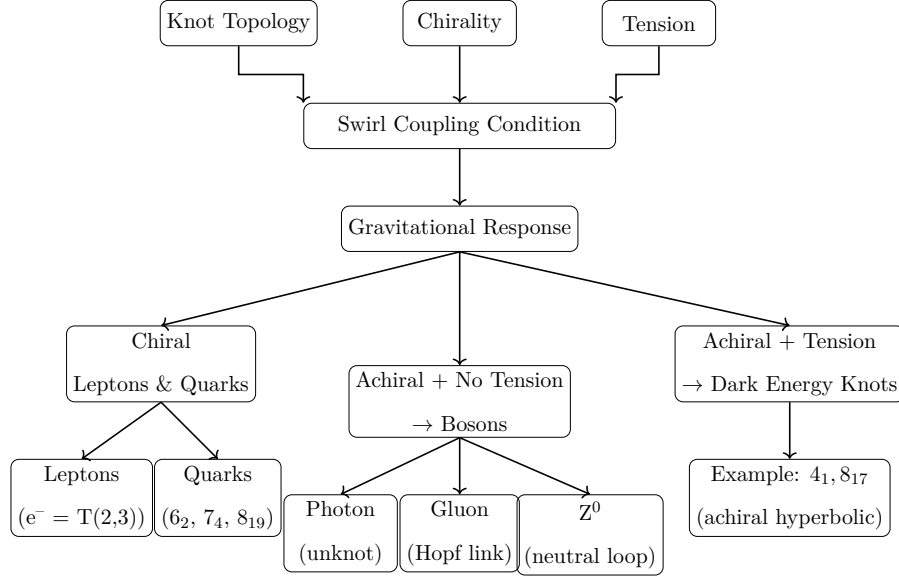 Knot Topology
Chirality
Tension
Swirl Coupling Condition
Gravitational Response
Chiral
Leptons & Quarks
Achiral + No Tension
→ Bosons
Achiral + Tension
→ Dark Energy Knots
Leptons
(e⁻ = T(2,3))
Quarks
(6₂, 7₄, 8₁₉)
Photon
(unknot)
Gluon
(Hopf link)
Z⁰
(neutral loop)
Example: 4₁, 8₁₇
(achiral hyperbolic)